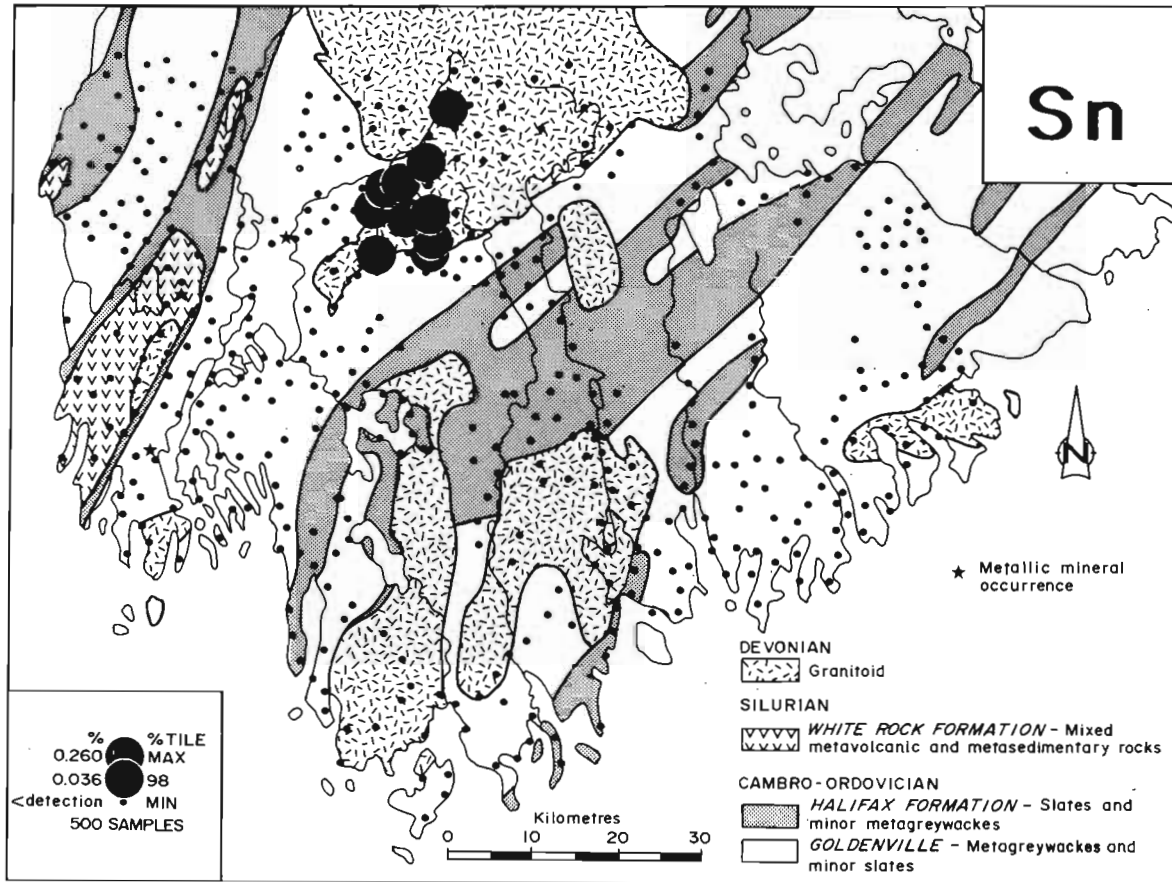 Sn
N
★ Metallic mineral
occurrence
DEVONIAN
Granitoid
SILURIAN
WHITE ROCK FORMATION - Mixed
metavolcanic and metasedimentary rocks
CAMBRO-ORDOVICIAN
HALIFAX FORMATION - Slates and
minor metagreywackes
GOLDENVILLE - Metagreywackes and
minor slates
% %TILE
0.260 MAX
0.036 98
<detection MIN
500 SAMPLES
Kilometres
0 10 20 30